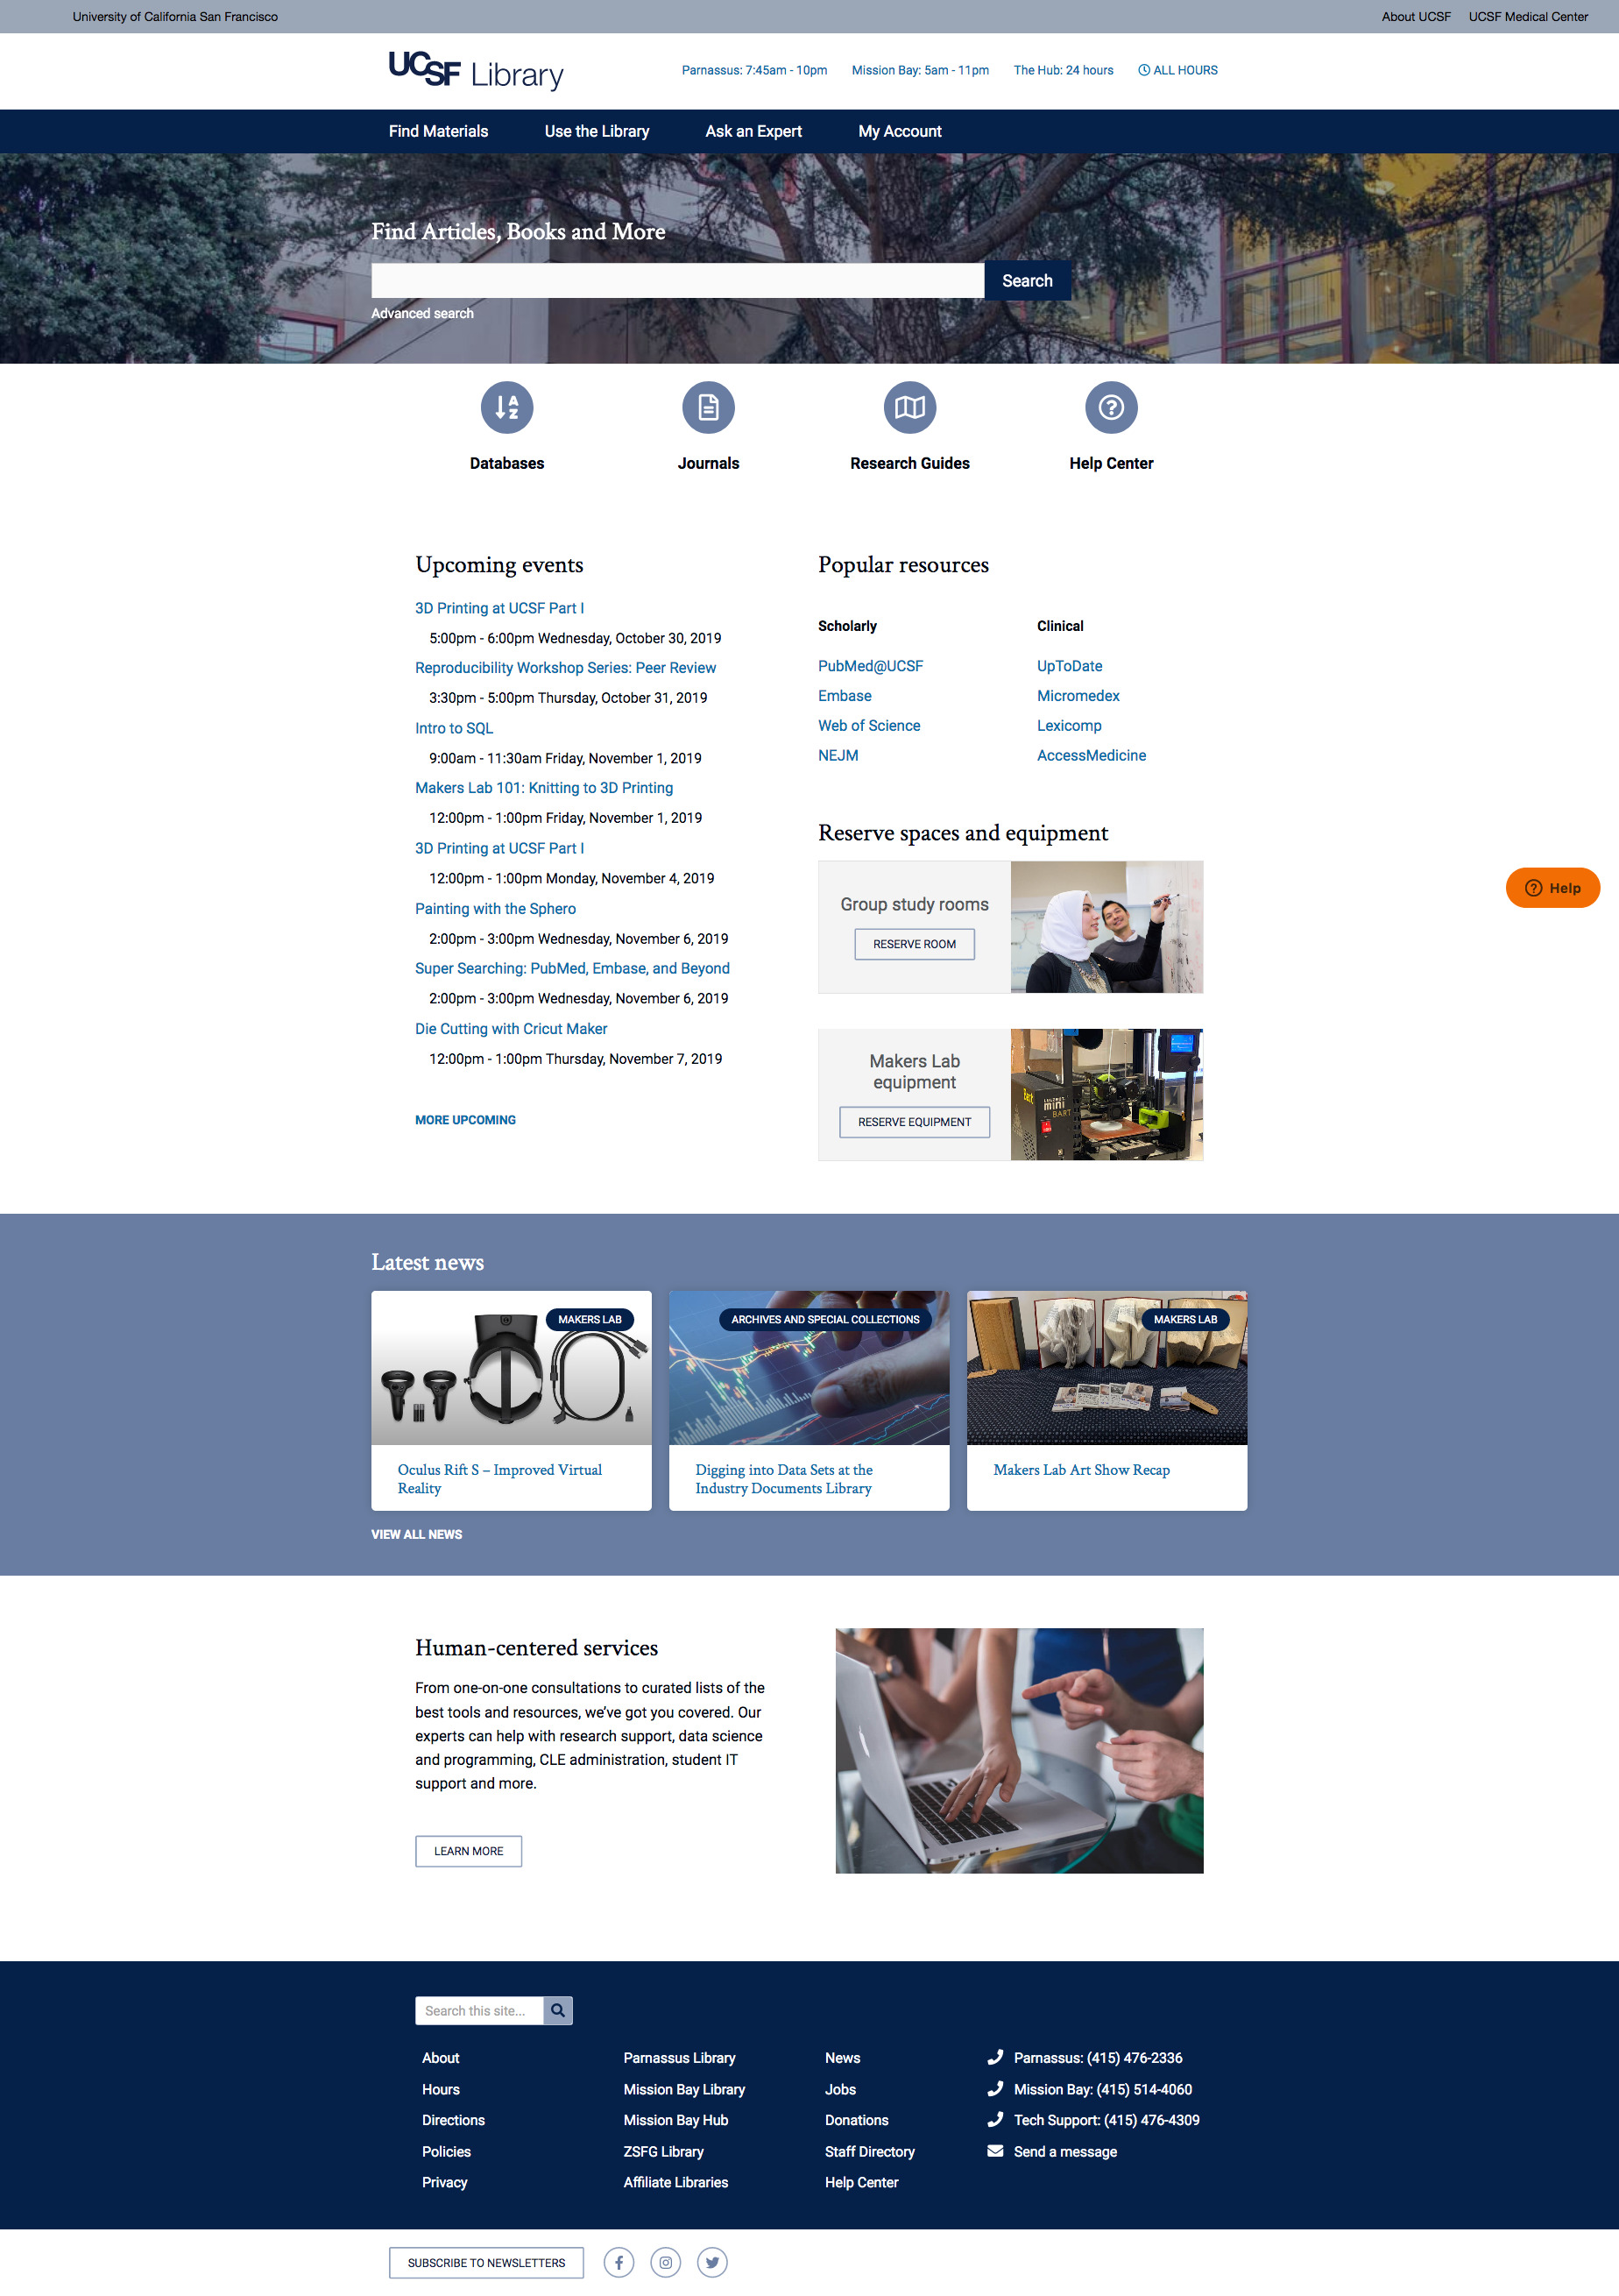 University of California San Francisco
About UCSF
UCSF Medical Center
UCSF Library
Parnassus: 7:45am - 10pm
Mission Bay: 5am - 11pm
The Hub: 24 hours
ALL HOURS
Find Materials
Use the Library
Ask an Expert
My Account
Find Articles, Books and More
Search
Advanced search
Databases
Journals
Research Guides
Help Center
Upcoming events
3D Printing at UCSF Part I
5:00pm - 6:00pm Wednesday, October 30, 2019
Reproducibility Workshop Series: Peer Review
3:30pm - 5:00pm Thursday, October 31, 2019
Intro to SQL
9:00am - 11:30am Friday, November 1, 2019
Makers Lab 101: Knitting to 3D Printing
12:00pm - 1:00pm Friday, November 1, 2019
3D Printing at UCSF Part I
12:00pm - 1:00pm Monday, November 4, 2019
Painting with the Sphero
2:00pm - 3:00pm Wednesday, November 6, 2019
Super Searching: PubMed, Embase, and Beyond
2:00pm - 3:00pm Wednesday, November 6, 2019
Die Cutting with Cricut Maker
12:00pm - 1:00pm Thursday, November 7, 2019
MORE UPCOMING
Popular resources
Scholarly
PubMed@UCSF
Embase
Web of Science
NEJM
Clinical
UpToDate
Micromedex
Lexicomp
AccessMedicine
Reserve spaces and equipment
Group study rooms
RESERVE ROOM
Makers Lab
equipment
RESERVE EQUIPMENT
Bart
mini
BART
Help
Latest news
MAKERS LAB
Oculus Rift S – Improved Virtual
Reality
ARCHIVES AND SPECIAL COLLECTIONS
Digging into Data Sets at the
Industry Documents Library
MAKERS LAB
Makers Lab Art Show Recap
VIEW ALL NEWS
Human-centered services
From one-on-one consultations to curated lists of the
best tools and resources, we’ve got you covered. Our
experts can help with research support, data science
and programming, CLE administration, student IT
support and more.
LEARN MORE
Search this site...
About
Hours
Directions
Policies
Privacy
Parnassus Library
Mission Bay Library
Mission Bay Hub
ZSFG Library
Affiliate Libraries
News
Jobs
Donations
Staff Directory
Help Center
Parnassus: (415) 476-2336
Mission Bay: (415) 514-4060
Tech Support: (415) 476-4309
Send a message
SUBSCRIBE TO NEWSLETTERS